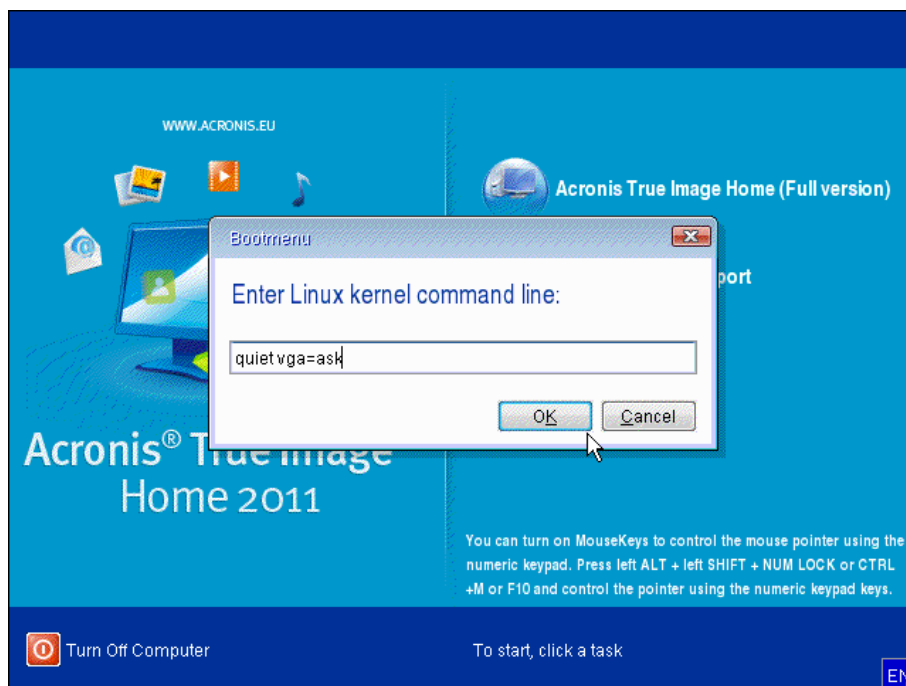 WWW.ACRONIS.EU
Acronis True Image Home (Full version)
Bootmenu
port
Enter Linux kernel command line:
quiet vga=ask
OK
Cancel
Acronis® True Image
Home 2011
You can turn on MouseKeys to control the mouse pointer using the
numeric keypad. Press left ALT + left SHIFT + NUM LOCK or CTRL
+M or F10 and control the pointer using the numeric keypad keys.
Turn Off Computer
To start, click a task
EN